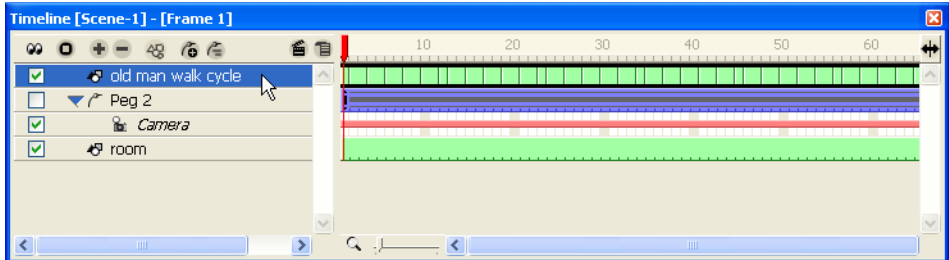 Timeline [Scene-1] - [Frame 1]
10 20 30 40 50 60
old man walk cycle
Peg 2
Camera
room